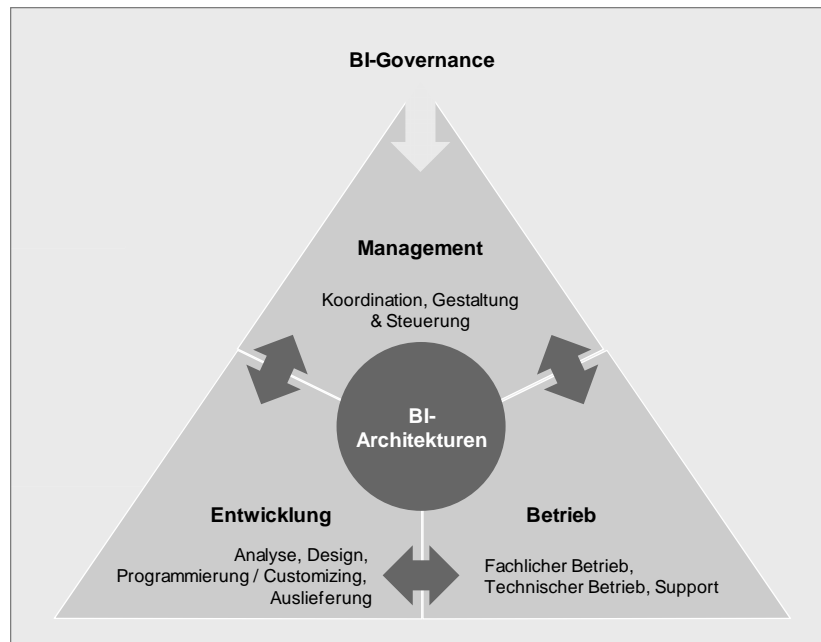 BI-Governance
Management
Koordination, Gestaltung
& Steuerung
BI-
Architekturen
Entwicklung
Analyse, Design,
Programmierung / Customizing,
Auslieferung
Betrieb
Fachlicher Betrieb,
Technischer Betrieb, Support